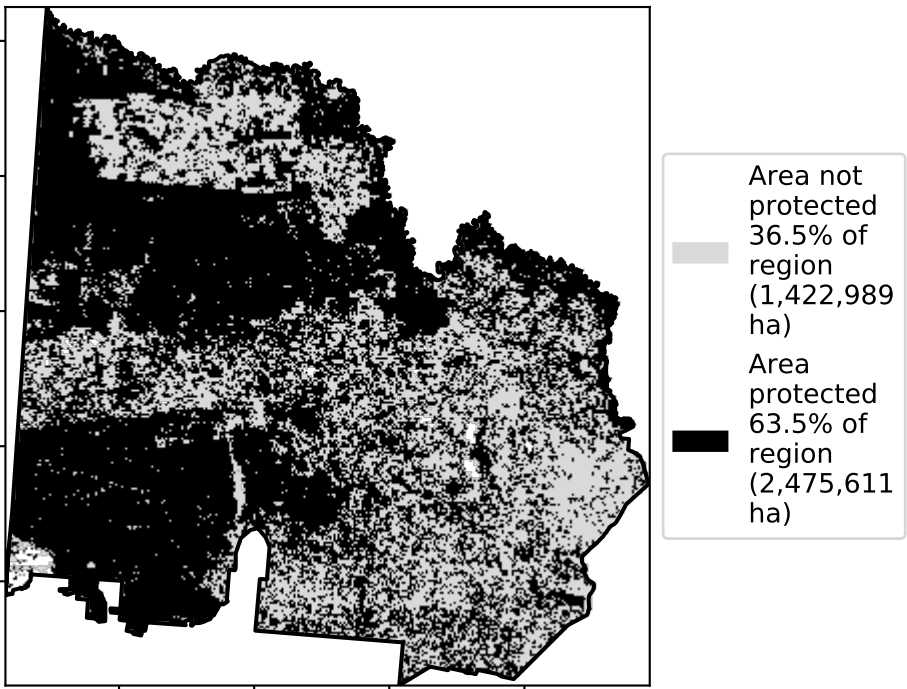 Area not
protected
36.5% of
region
(1,422,989
ha)
Area
protected
63.5% of
region
(2,475,611
ha)